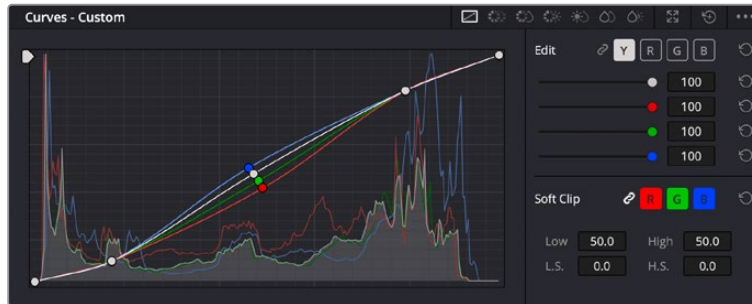 Curves - Custom
Edit Y R G B
100
100
100
100
Soft Clip R G B
Low 50.0 High 50.0
L.S. 0.0 H.S. 0.0